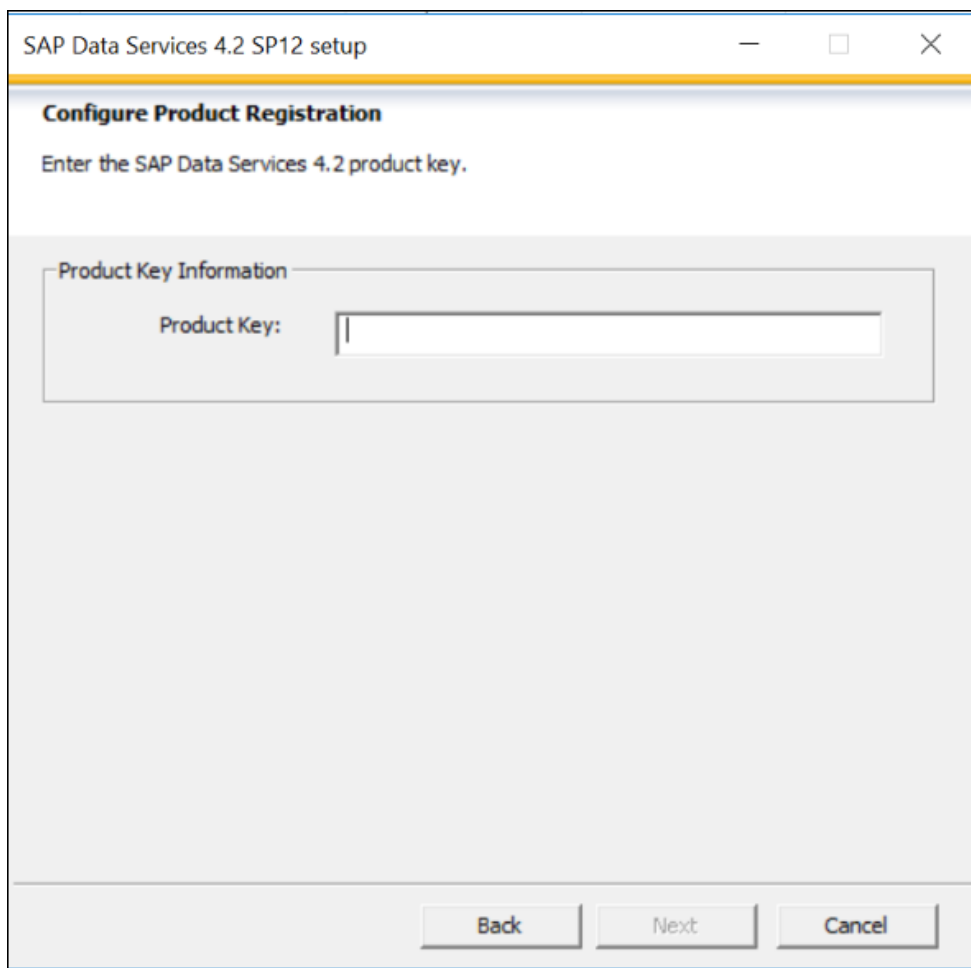 SAP Data Services 4.2 SP12 setup
Configure Product Registration
Enter the SAP Data Services 4.2 product key.
Product Key Information
Product Key:
Back Next Cancel